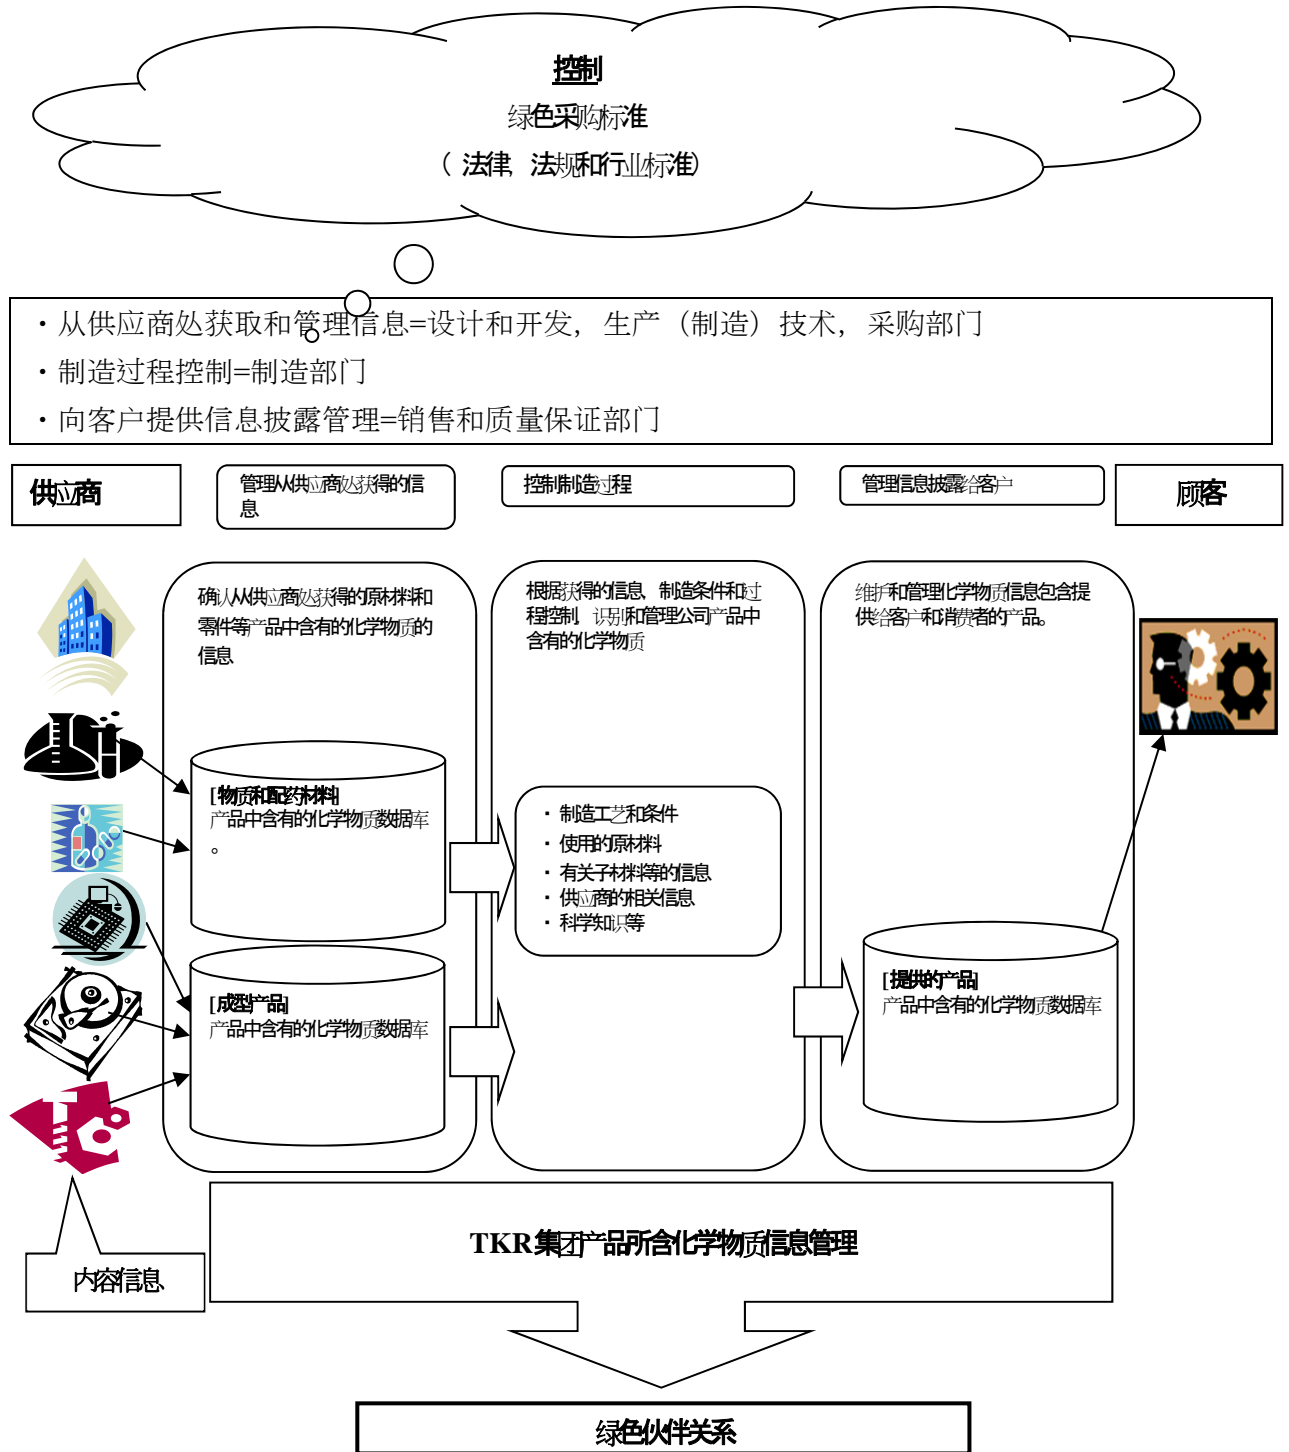 控制
绿色采购标准
（ 法律，法规和行业标准）
・从供应商处获取和管理信息=设计和开发，生产（制造）技术，采购部门
・制造过程控制=制造部门
・向客户提供信息披露管理=销售和质量保证部门
供应商
管理从供应商处获得的信
息
控制制造过程
管理信息披露给客户
顾客
确认从供应商处获得的原材料和
零件等产品中含有的化学物质的
信息
根据获得的信息、制造条件和过
程控制，识别和管理公司产品中
含有的化学物质
维护和管理化学物质信息包含提
供给客户和消费者的产品。
[物质和配药材料]
产品中含有的化学物质数据库
。
・制造工艺和条件
・使用的原材料
・有关子材料等的信息
・供应商的相关信息
・科学知识等
[成型产品]
产品中含有的化学物质数据库
[提供的产品]
产品中含有的化学物质数据库
TKR集团产品所含化学物质信息管理
内容信息
绿色伙伴关系